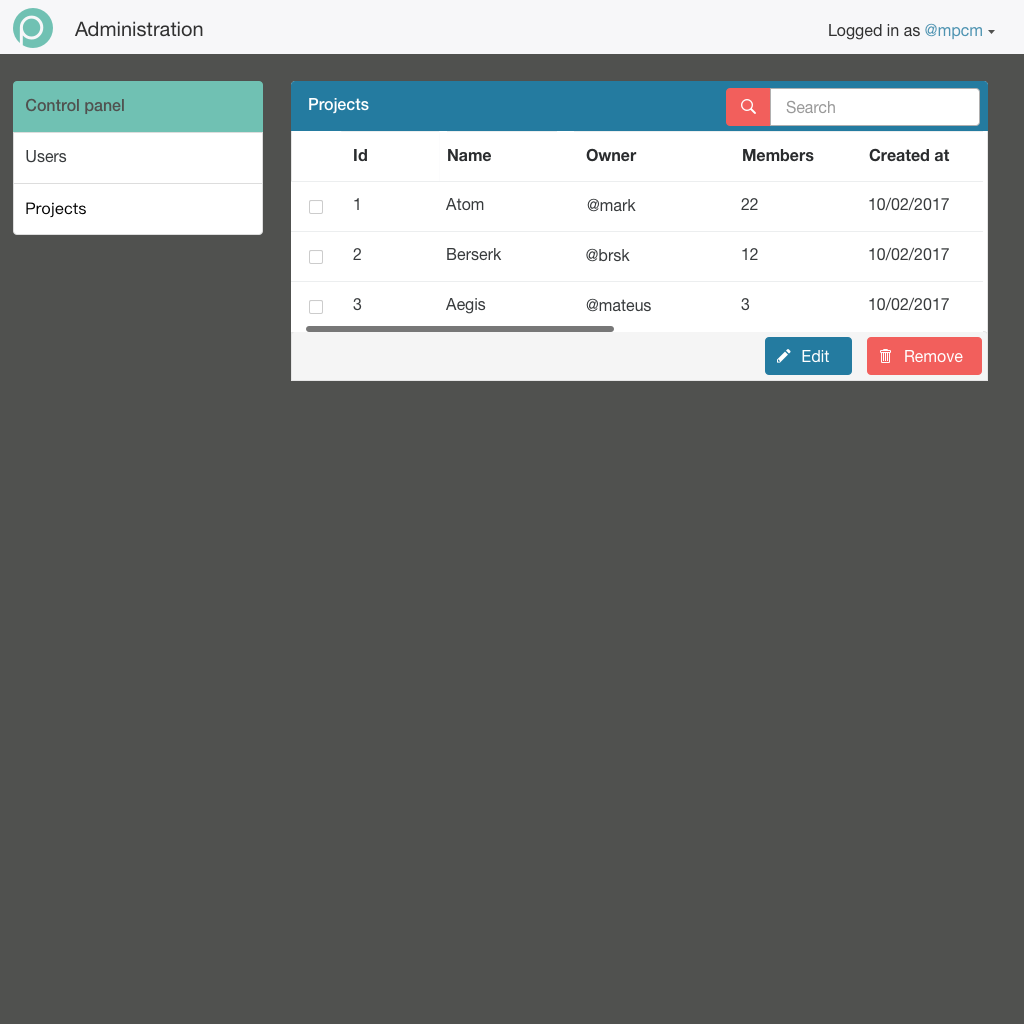 Administration
Logged in as @mpcm
Control panel
Users
Projects
Projects
Search
Id Name Owner Members Created at
1 Atom @mark 22 10/02/2017
2 Berserk @brsk 12 10/02/2017
3 Aegis @mateus 3 10/02/2017
Edit Remove